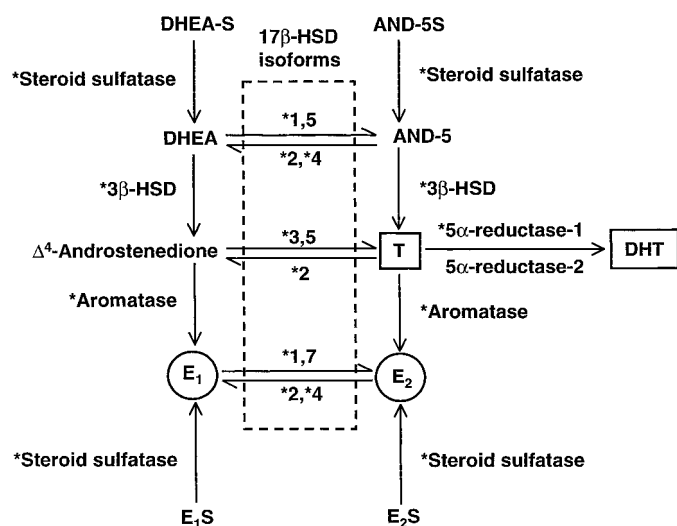 DHEA-S
17β-HSD
isoforms
AND-5S
*Steroid sulfatase
*Steroid sulfatase
*1,5
DHEA
AND-5
*2,*4
*3β-HSD
*3β-HSD
Δ⁴-Androstenedione
*3,5
T
*5α-reductase-1
DHT
*2
5α-reductase-2
*Aromatase
*Aromatase
*1,7
E₁
E₂
*2,*4
*Steroid sulfatase
*Steroid sulfatase
E₁S
E₂S